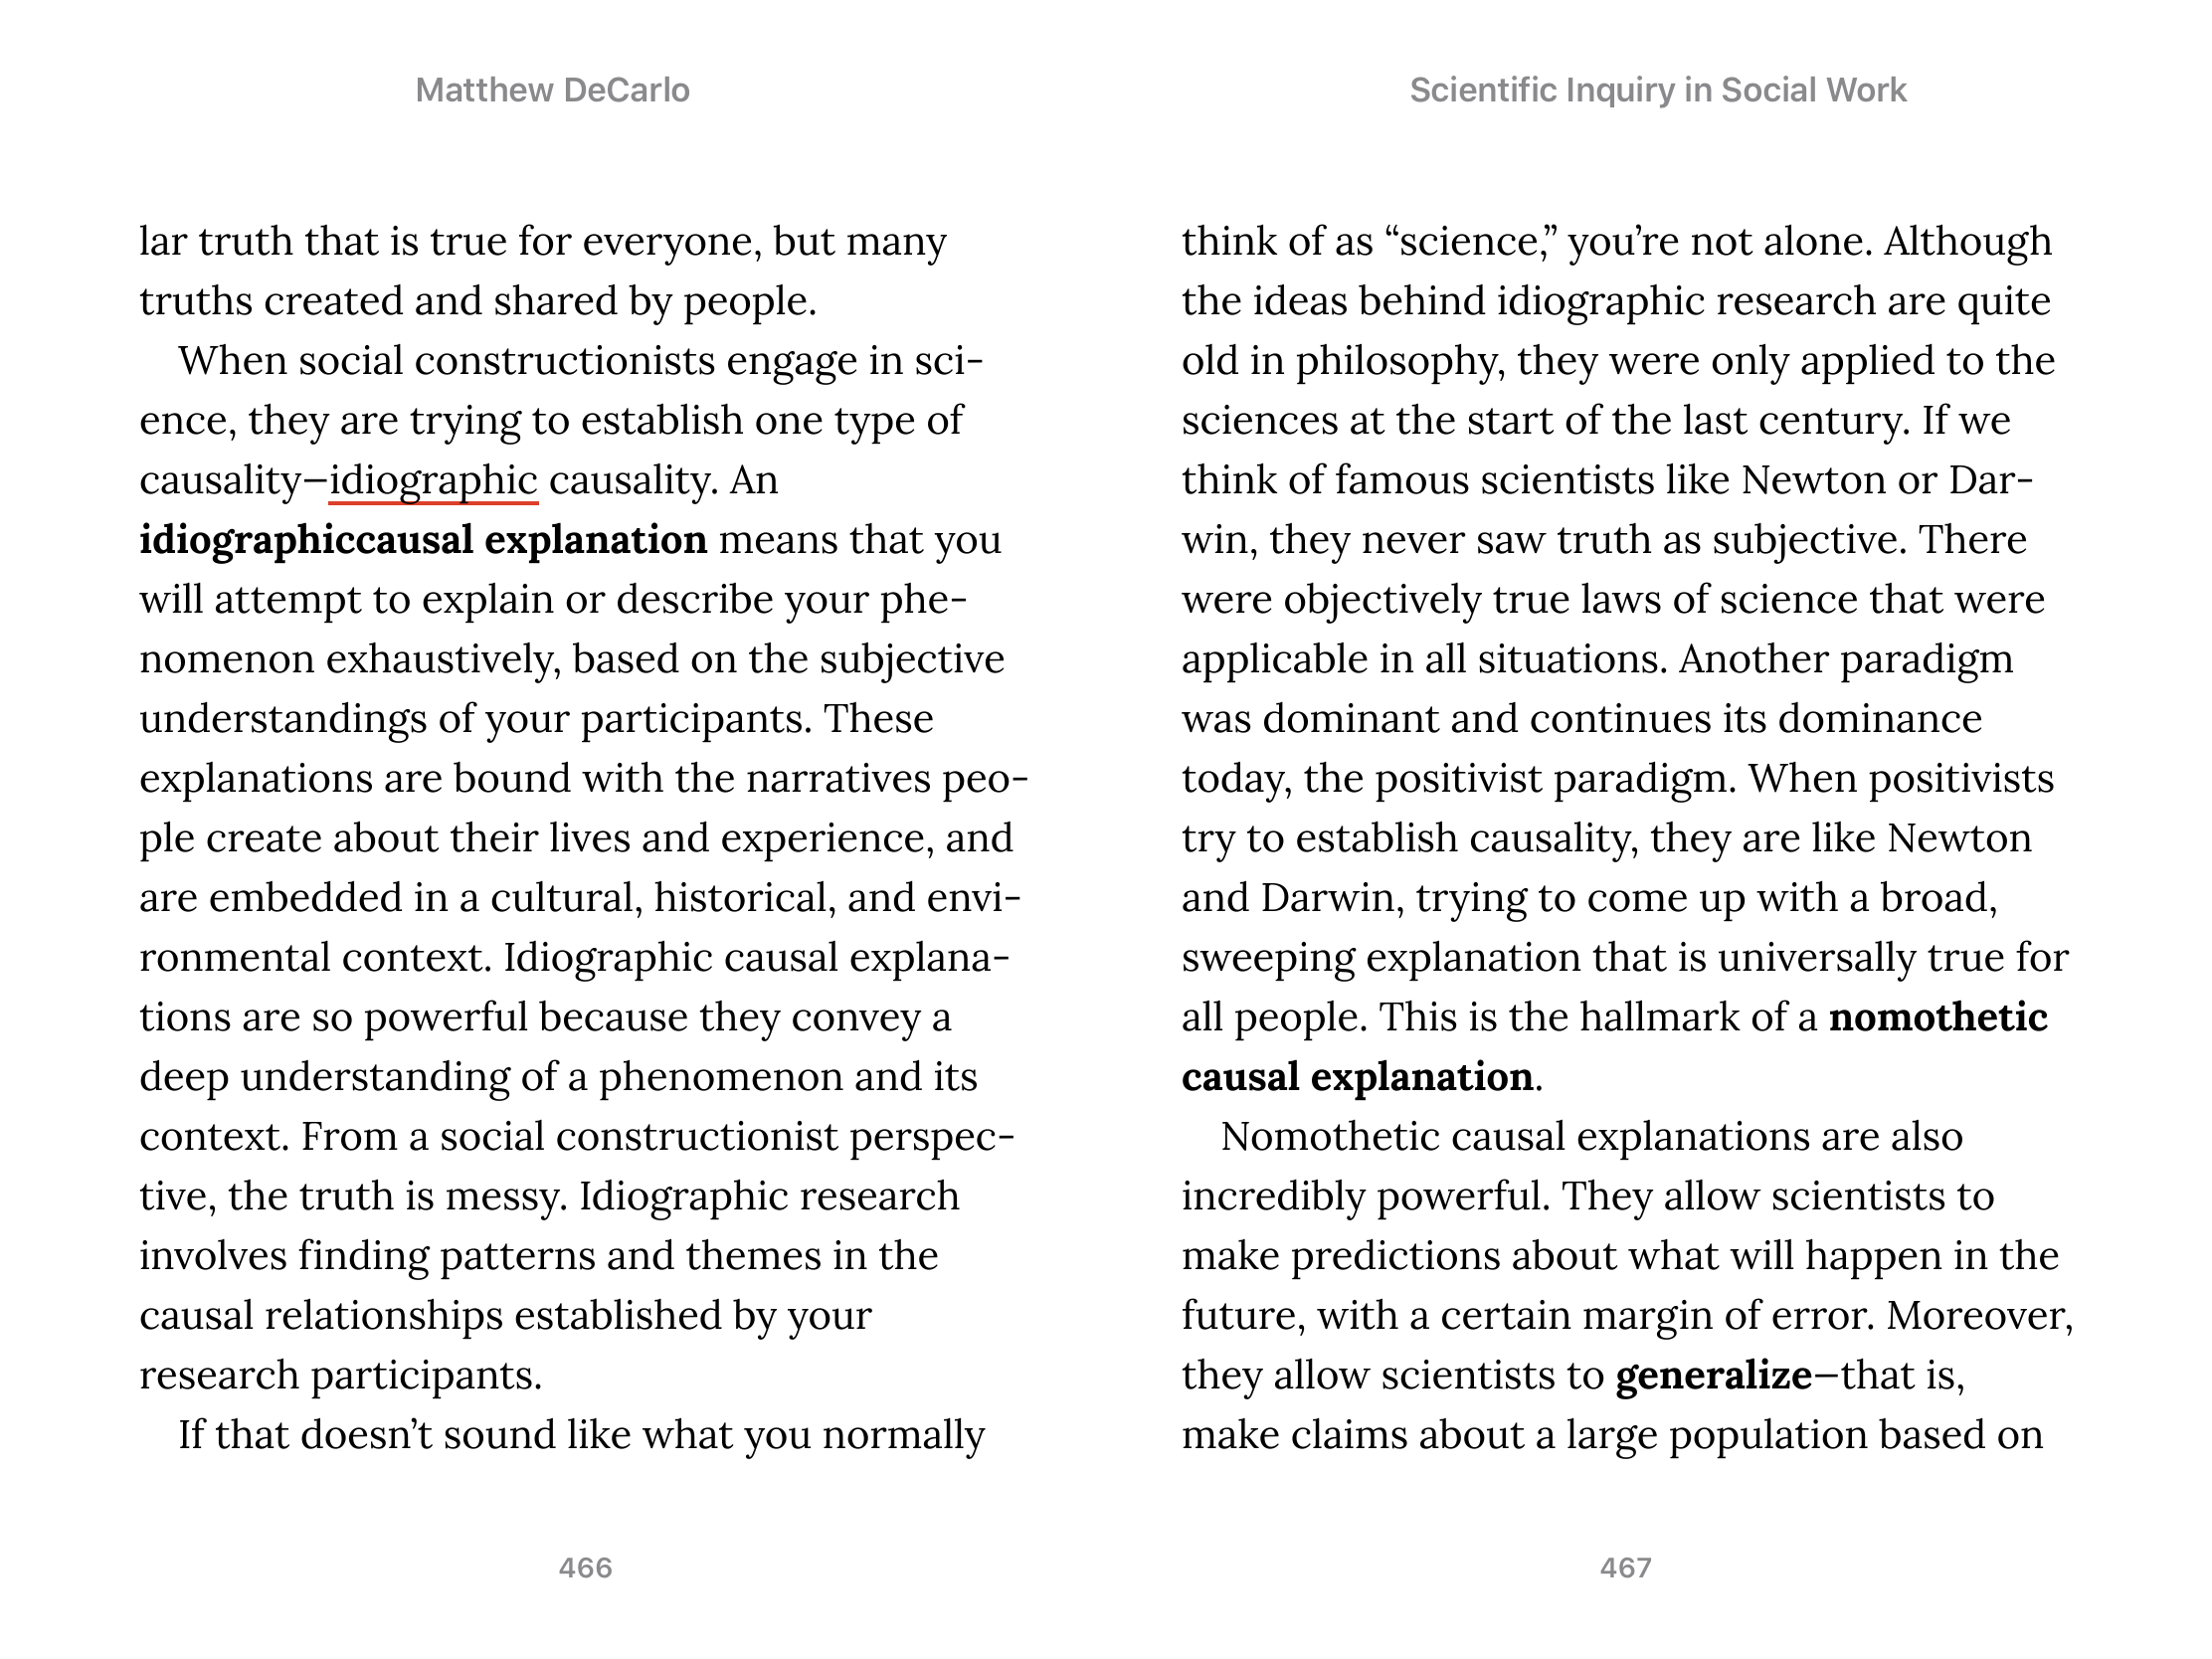 Matthew DeCarlo
lar truth that is true for everyone, but many
truths created and shared by people.
When social constructionists engage in sci-
ence, they are trying to establish one type of
causality—idiographic causality. An
idiographiccausal explanation means that you
will attempt to explain or describe your phe-
nomenon exhaustively, based on the subjective
understandings of your participants. These
explanations are bound with the narratives peo-
ple create about their lives and experience, and
are embedded in a cultural, historical, and envi-
ronmental context. Idiographic causal explana-
tions are so powerful because they convey a
deep understanding of a phenomenon and its
context. From a social constructionist perspec-
tive, the truth is messy. Idiographic research
involves finding patterns and themes in the
causal relationships established by your
research participants.
If that doesn’t sound like what you normally
466
Scientific Inquiry in Social Work
think of as “science,” you’re not alone. Although
the ideas behind idiographic research are quite
old in philosophy, they were only applied to the
sciences at the start of the last century. If we
think of famous scientists like Newton or Dar-
win, they never saw truth as subjective. There
were objectively true laws of science that were
applicable in all situations. Another paradigm
was dominant and continues its dominance
today, the positivist paradigm. When positivists
try to establish causality, they are like Newton
and Darwin, trying to come up with a broad,
sweeping explanation that is universally true for
all people. This is the hallmark of a nomothetic
causal explanation.
Nomothetic causal explanations are also
incredibly powerful. They allow scientists to
make predictions about what will happen in the
future, with a certain margin of error. Moreover,
they allow scientists to generalize—that is,
make claims about a large population based on
467